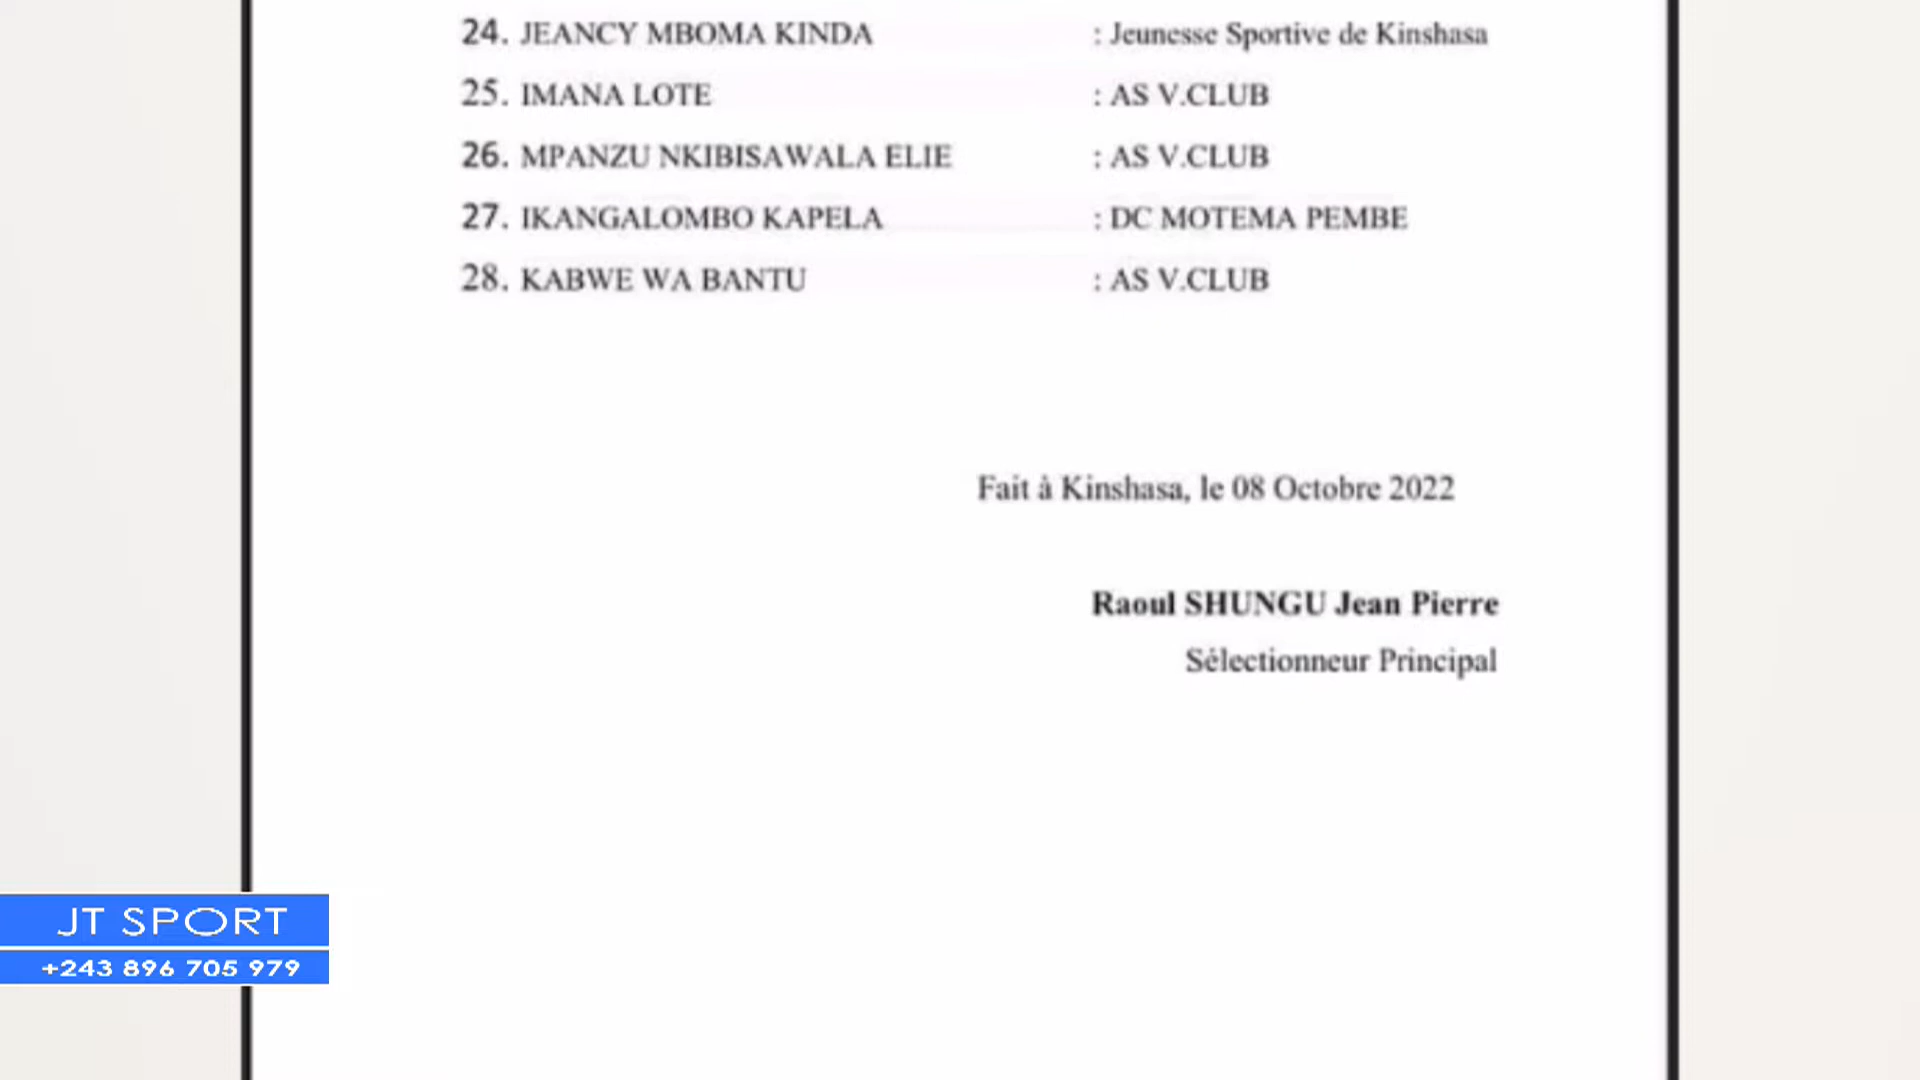 24. JEANCY MBOMA KINDA : Jeunesse Sportive de Kinshasa
25. IMANA LOTE : AS V.CLUB
26. MPANZU NKIBISAWALA ELIE : AS V.CLUB
27. IKANGALOMBO KAPELA : DC MOTEMA PEMBE
28. KABWE WA BANTU : AS V.CLUB
Fait à Kinshasa, le 08 Octobre 2022
Raoul SHUNGU Jean Pierre
Sélectionneur Principal
JT SPORT
+243 896 705 979